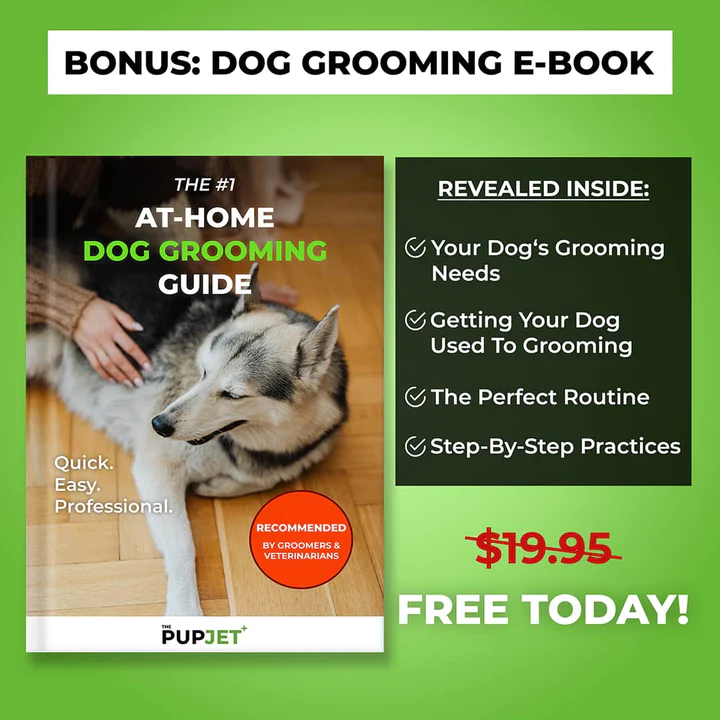 BONUS: DOG GROOMING E-BOOK
THE #1
AT-HOME
DOG GROOMING
GUIDE
Quick.
Easy.
Professional.
RECOMMENDED
BY GROOMERS &
VETERINARIANS
THE
PUPJET
REVEALED INSIDE:
Your Dog‘s Grooming
Needs
Getting Your Dog
Used To Grooming
The Perfect Routine
Step-By-Step Practices
$19.95
FREE TODAY!